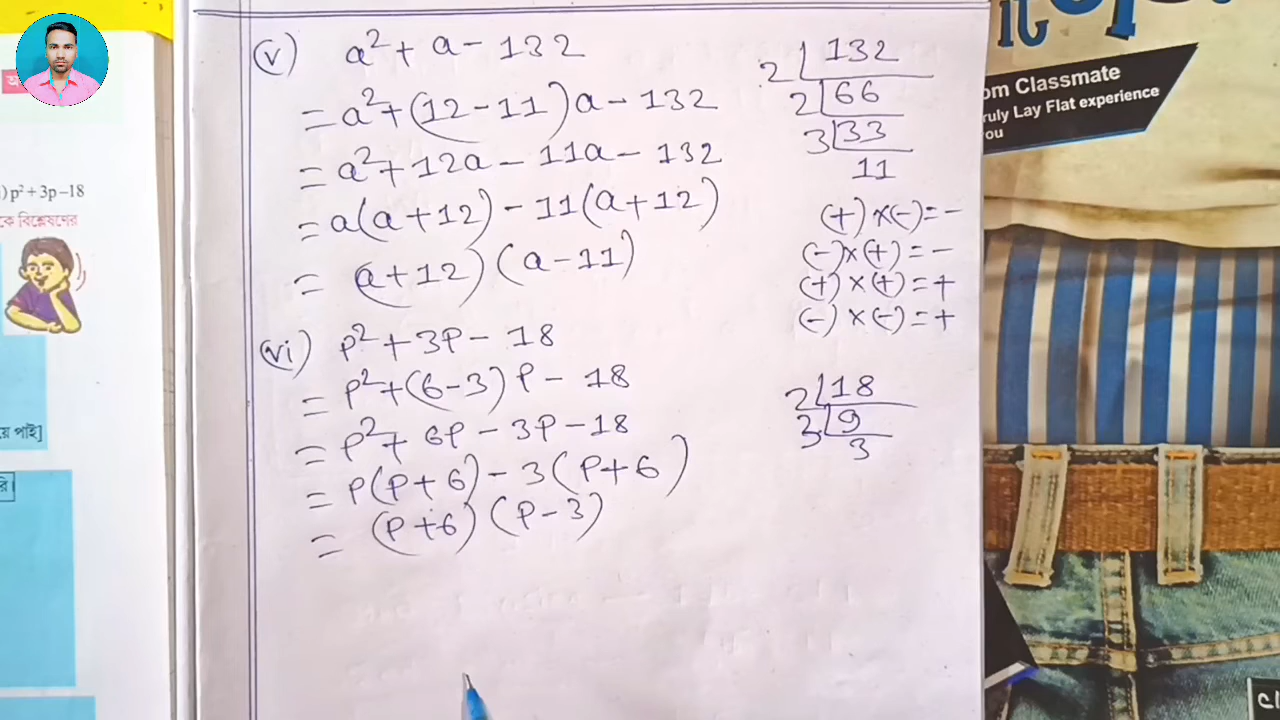 (v) a² + a - 132
= a² + (12 - 11) a - 132
= a² + 12a - 11a - 132
= a(a + 12) - 11(a + 12)
= (a + 12) (a - 11)
(vi) p² + 3p - 18
= p² + (6 - 3) p - 18
= p² + 6p - 3p - 18
= p(p + 6) - 3(p + 6)
= (p + 6) (p - 3)
2 | 132
2 | 66
3 | 33
11
(+) × (-) = -
(-) × (+) = -
(+) × (+) = +
(-) × (-) = +
2 | 18
3 | 9
3
) p² + 3p – 18
কে বিশ্লেষণের
য়ে পাই]
রি।
it
om Classmate
ruly Lay Flat experience
you